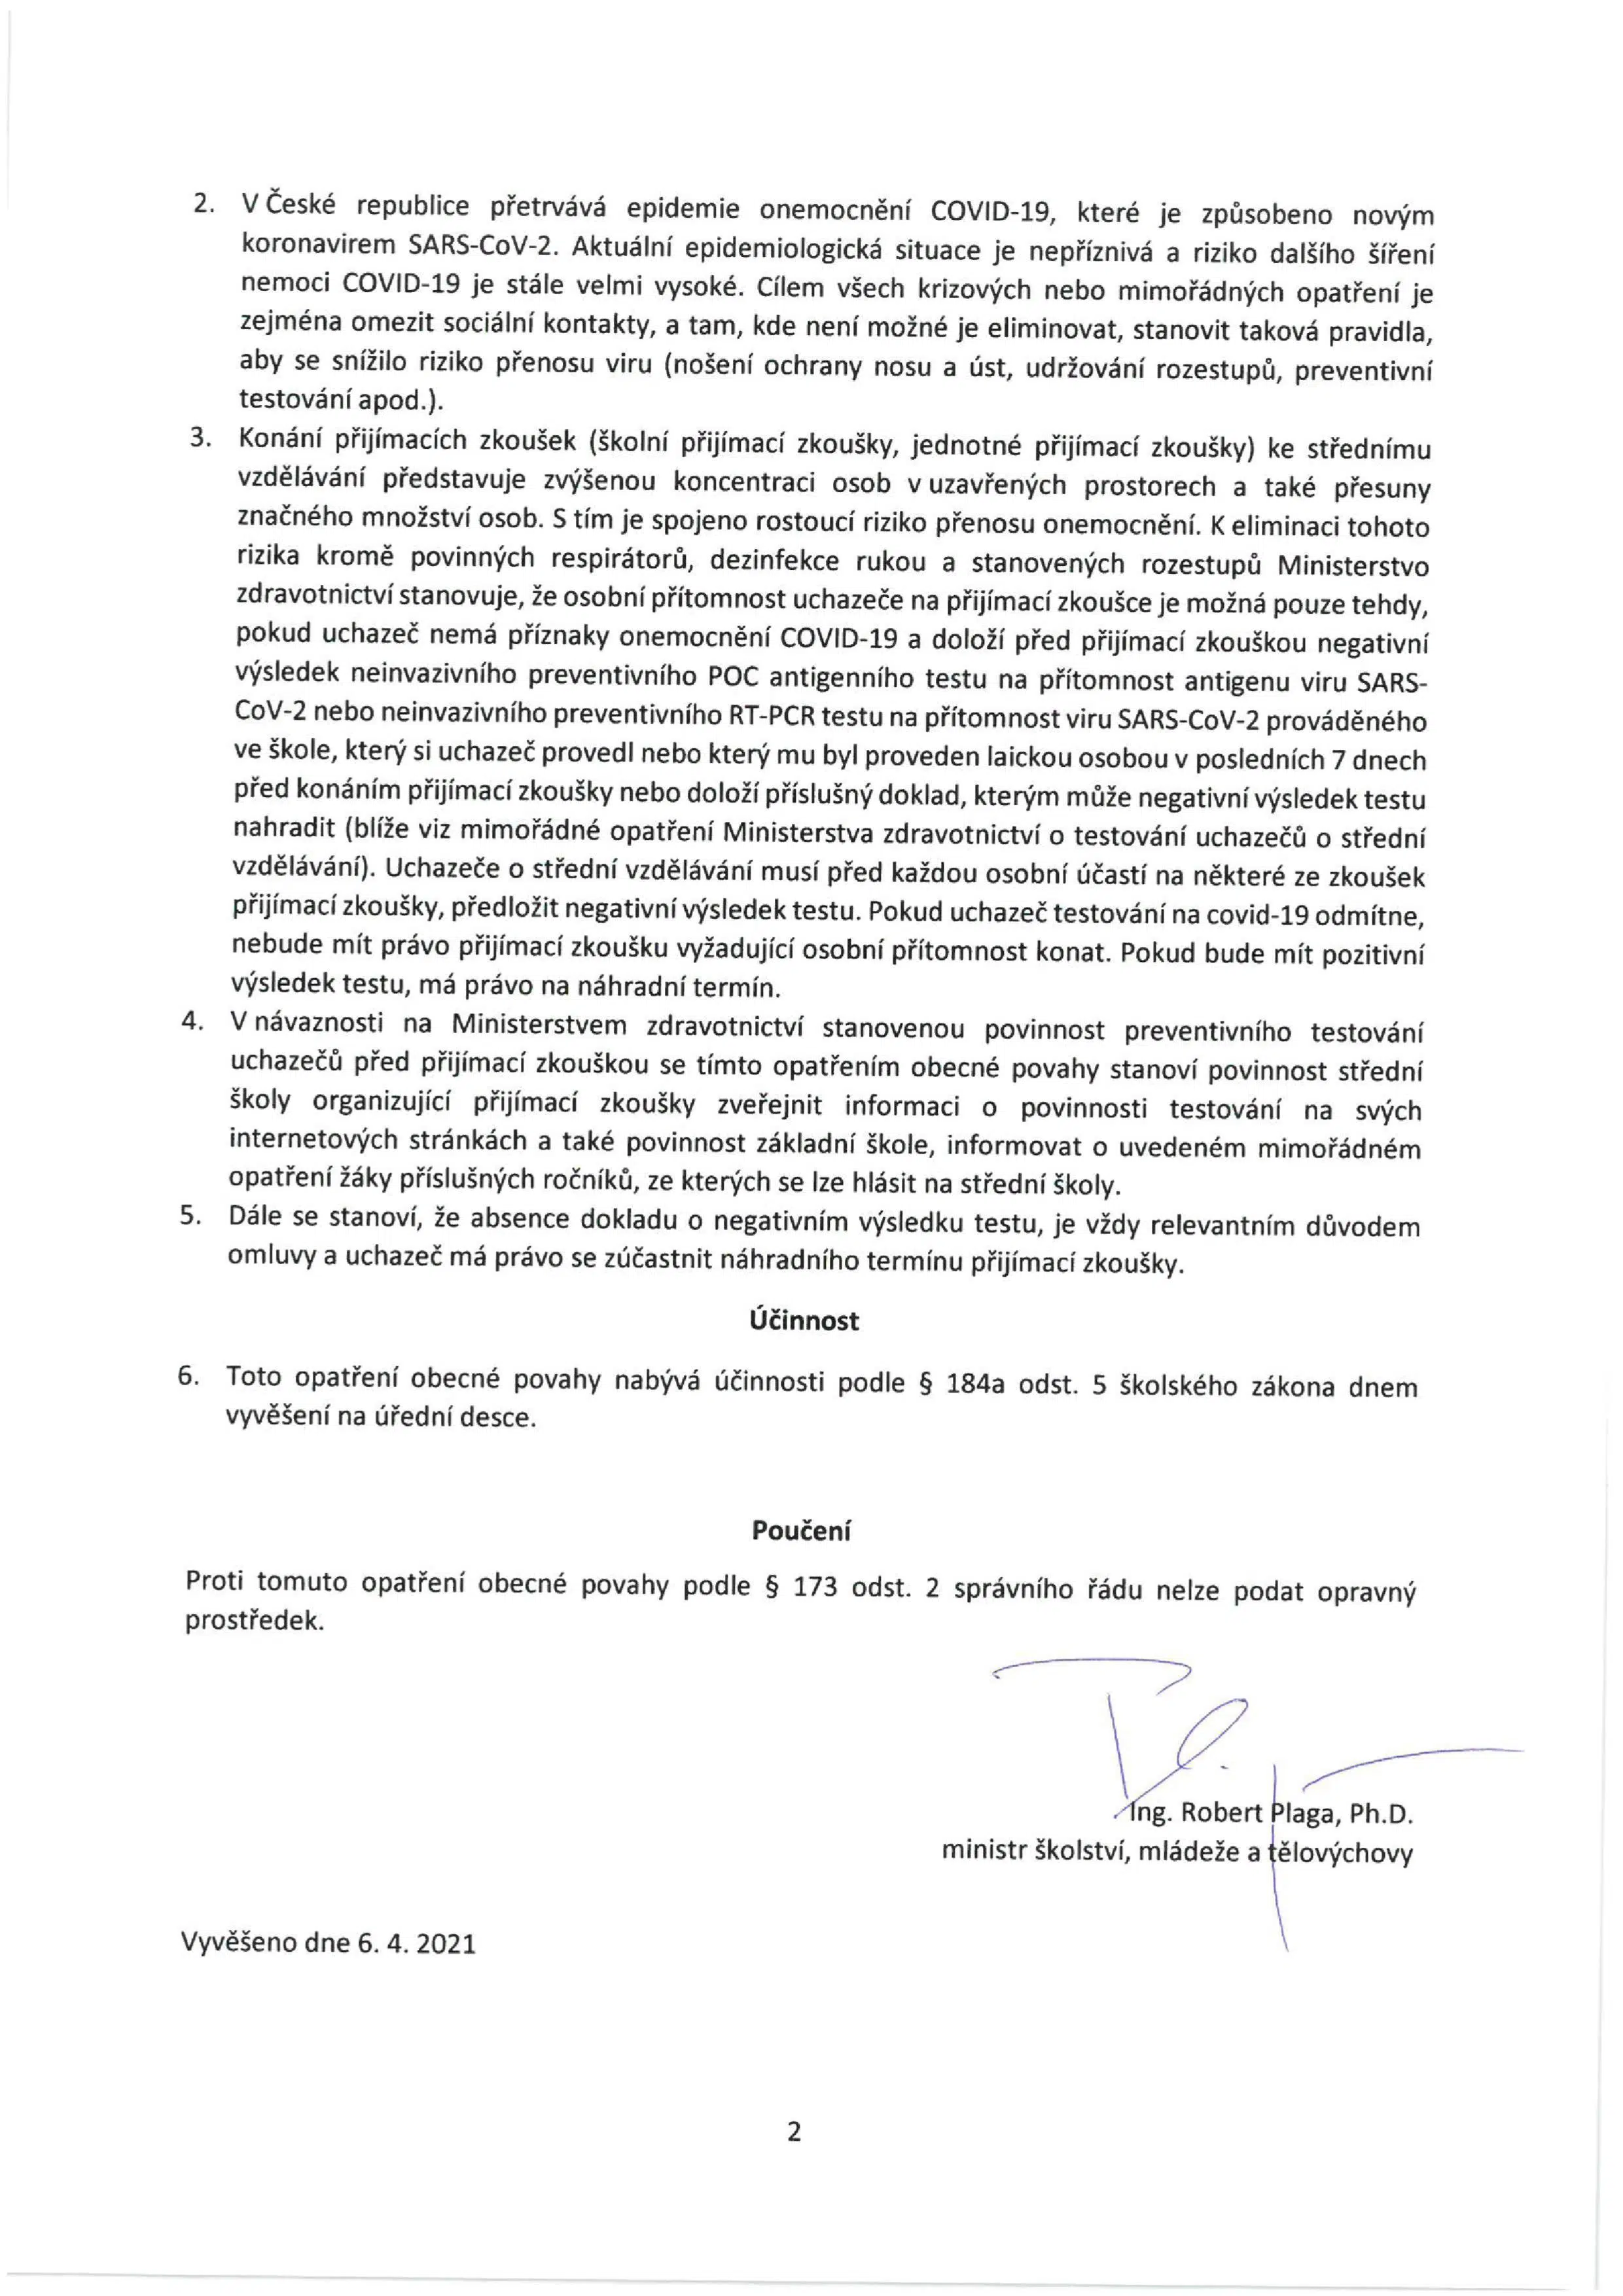 2. V České republice přetrvává epidemie onemocnění COVID-19, které je způsobeno novým
koronavirem SARS-CoV-2. Aktuální epidemiologická situace je nepříznivá a riziko dalšího šíření
nemoci COVID-19 je stále velmi vysoké. Cílem všech krizových nebo mimořádných opatření je
zejména omezit sociální kontakty, a tam, kde není možné je eliminovat, stanovit taková pravidla,
aby se snížilo riziko přenosu viru (nošení ochrany nosu a úst, udržování rozestupů, preventivní
testování apod.).
3. Konání přijímacích zkoušek (školní přijímací zkoušky, jednotné přijímací zkoušky) ke střednímu
vzdělávání představuje zvýšenou koncentraci osob v uzavřených prostorech a také přesuny
značného množství osob. S tím je spojeno rostoucí riziko přenosu onemocnění. K eliminaci tohoto
rizika kromě povinných respirátorů, dezinfekce rukou a stanovených rozestupů Ministerstvo
zdravotnictví stanovuje, že osobní přítomnost uchazeče na přijímací zkoušce je možná pouze tehdy,
pokud uchazeč nemá příznaky onemocnění COVID-19 a doloží před přijímací zkouškou negativní
výsledek neinvazivního preventivního POC antigenního testu na přítomnost antigenu viru SARS-
CoV-2 nebo neinvazivního preventivního RT-PCR testu na přítomnost viru SARS-CoV-2 prováděného
ve škole, který si uchazeč provedl nebo který mu byl proveden laickou osobou v posledních 7 dnech
před konáním přijímací zkoušky nebo doloží příslušný doklad, kterým může negativní výsledek testu
nahradit (blíže viz mimořádné opatření Ministerstva zdravotnictví o testování uchazečů o střední
vzdělávání). Uchazeče o střední vzdělávání musí před každou osobní účastí na některé ze zkoušek
přijímací zkoušky, předložit negativní výsledek testu. Pokud uchazeč testování na covid-19 odmítne,
nebude mít právo přijímací zkoušku vyžadující osobní přítomnost konat. Pokud bude mít pozitivní
výsledek testu, má právo na náhradní termín.
4. V návaznosti na Ministerstvem zdravotnictví stanovenou povinnost preventivního testování
uchazečů před přijímací zkouškou se tímto opatřením obecné povahy stanoví povinnost střední
školy organizující přijímací zkoušky zveřejnit informaci o povinnosti testování na svých
internetových stránkách a také povinnost základní škole, informovat o uvedeném mimořádném
opatření žáky příslušných ročníků, ze kterých se lze hlásit na střední školy.
5. Dále se stanoví, že absence dokladu o negativním výsledku testu, je vždy relevantním důvodem
omluvy a uchazeč má právo se zúčastnit náhradního termínu přijímací zkoušky.
Účinnost
6. Toto opatření obecné povahy nabývá účinnosti podle § 184a odst. 5 školského zákona dnem
vyvěšení na úřední desce.
Poučení
Proti tomuto opatření obecné povahy podle § 173 odst. 2 správního řádu nelze podat opravný
prostředek.
Ing. Robert Plaga, Ph.D.
ministr školství, mládeže a tělovýchovy
Vyvěšeno dne 6. 4. 2021
2